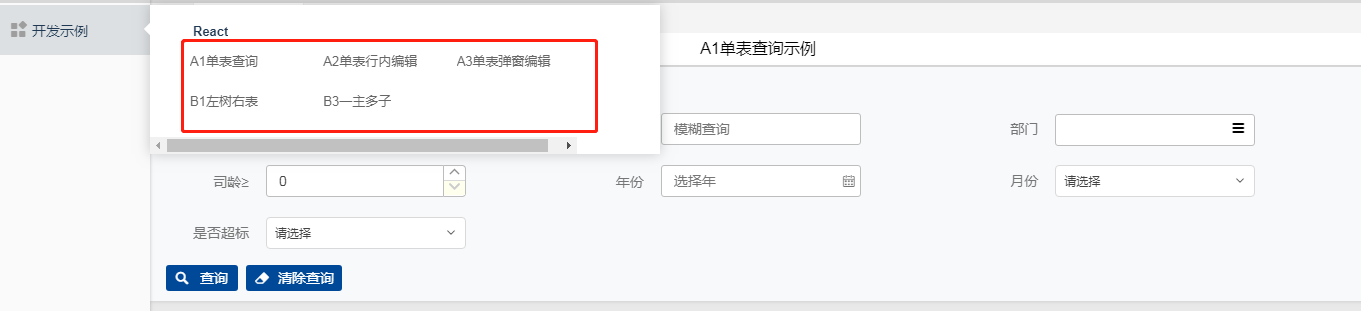 开发示例
React
A1单表查询 A2单表行内编辑 A3单表弹窗编辑
B1左树右表 B3一主多子
A1单表查询示例
模糊查询 部门
司龄≥ 0 年份 选择年 月份 请选择
是否超标 请选择
查询 清除查询